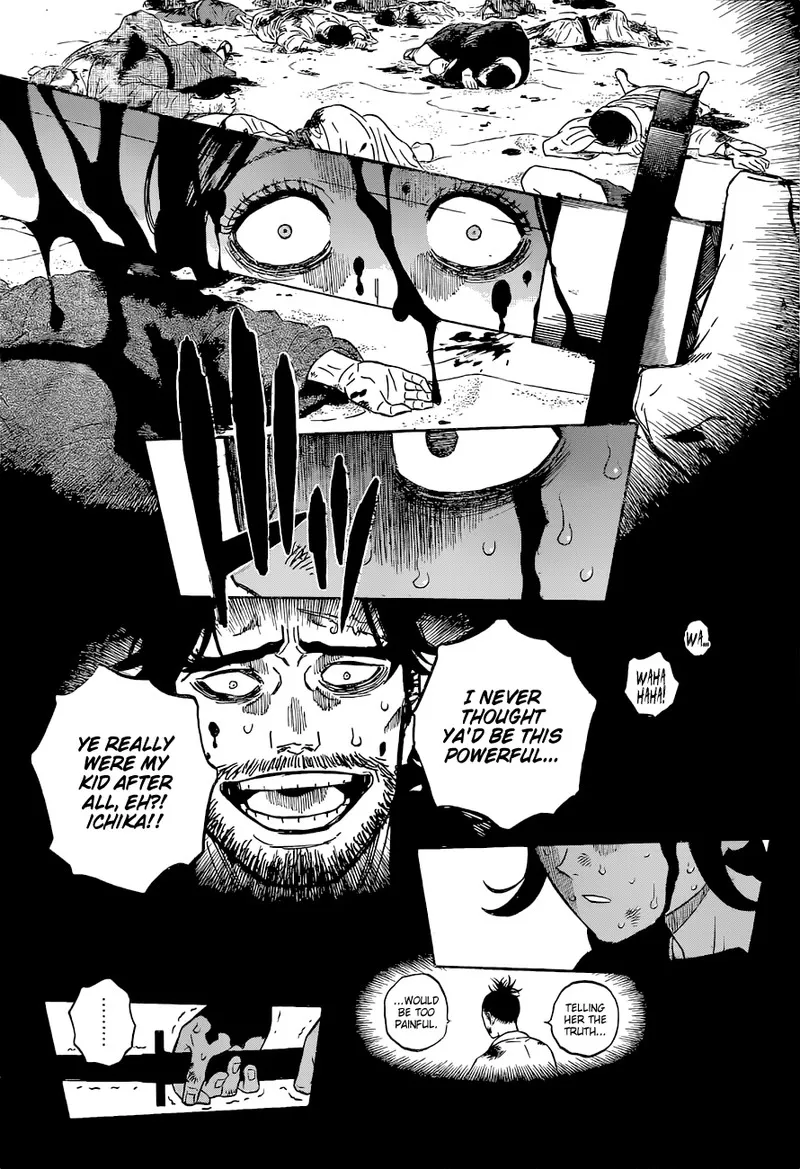 WA...
WAHA
HAHA!
I NEVER
THOUGHT
YA'D BE THIS
POWERFUL...
YE REALLY
WERE MY
KID AFTER
ALL, EH?!
ICHIKA!!
TELLING
HER THE
TRUTH...
...WOULD
BE TOO
PAINFUL.
........